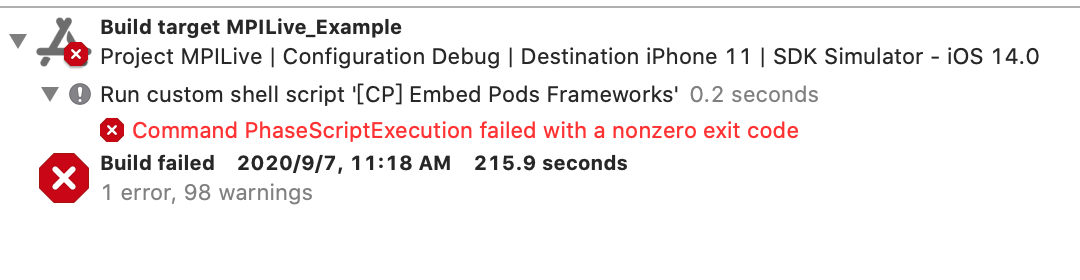 Build target MPILive_Example
Project MPILive | Configuration Debug | Destination iPhone 11 | SDK Simulator - iOS 14.0
Run custom shell script '[CP] Embed Pods Frameworks' 0.2 seconds
Command PhaseScriptExecution failed with a nonzero exit code
Build failed 2020/9/7, 11:18 AM 215.9 seconds
1 error, 98 warnings